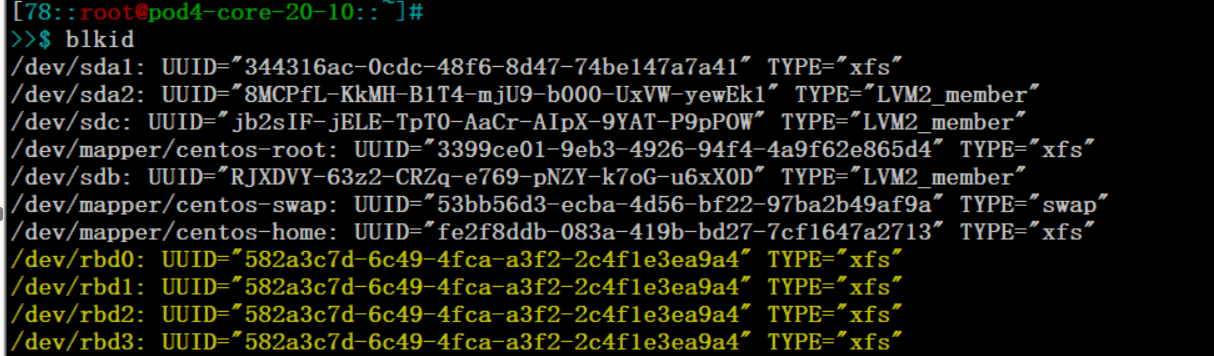 [78::root@pod4-core-20-10::~]#
>>$ blkid
/dev/sda1: UUID="344316ac-0cdc-48f6-8d47-74be147a7a41" TYPE="xfs"
/dev/sda2: UUID="8MCPfL-KkMH-B1T4-mjU9-b000-UxVW-yewEk1" TYPE="LVM2_member"
/dev/sdc: UUID="jb2sIF-jELE-TpT0-AaCr-AIpX-9YAT-P9pPOW" TYPE="LVM2_member"
/dev/mapper/centos-root: UUID="3399ce01-9eb3-4926-94f4-4a9f62e865d4" TYPE="xfs"
/dev/sdb: UUID="RJXDVY-63z2-CRZq-e769-pNZY-k7oG-u6xX0D" TYPE="LVM2_member"
/dev/mapper/centos-swap: UUID="53bb56d3-ecba-4d56-bf22-97ba2b49af9a" TYPE="swap"
/dev/mapper/centos-home: UUID="fe2f8ddb-083a-419b-bd27-7cf1647a2713" TYPE="xfs"
/dev/rbd0: UUID="582a3c7d-6c49-4fca-a3f2-2c4f1e3ea9a4" TYPE="xfs"
/dev/rbd1: UUID="582a3c7d-6c49-4fca-a3f2-2c4f1e3ea9a4" TYPE="xfs"
/dev/rbd2: UUID="582a3c7d-6c49-4fca-a3f2-2c4f1e3ea9a4" TYPE="xfs"
/dev/rbd3: UUID="582a3c7d-6c49-4fca-a3f2-2c4f1e3ea9a4" TYPE="xfs"